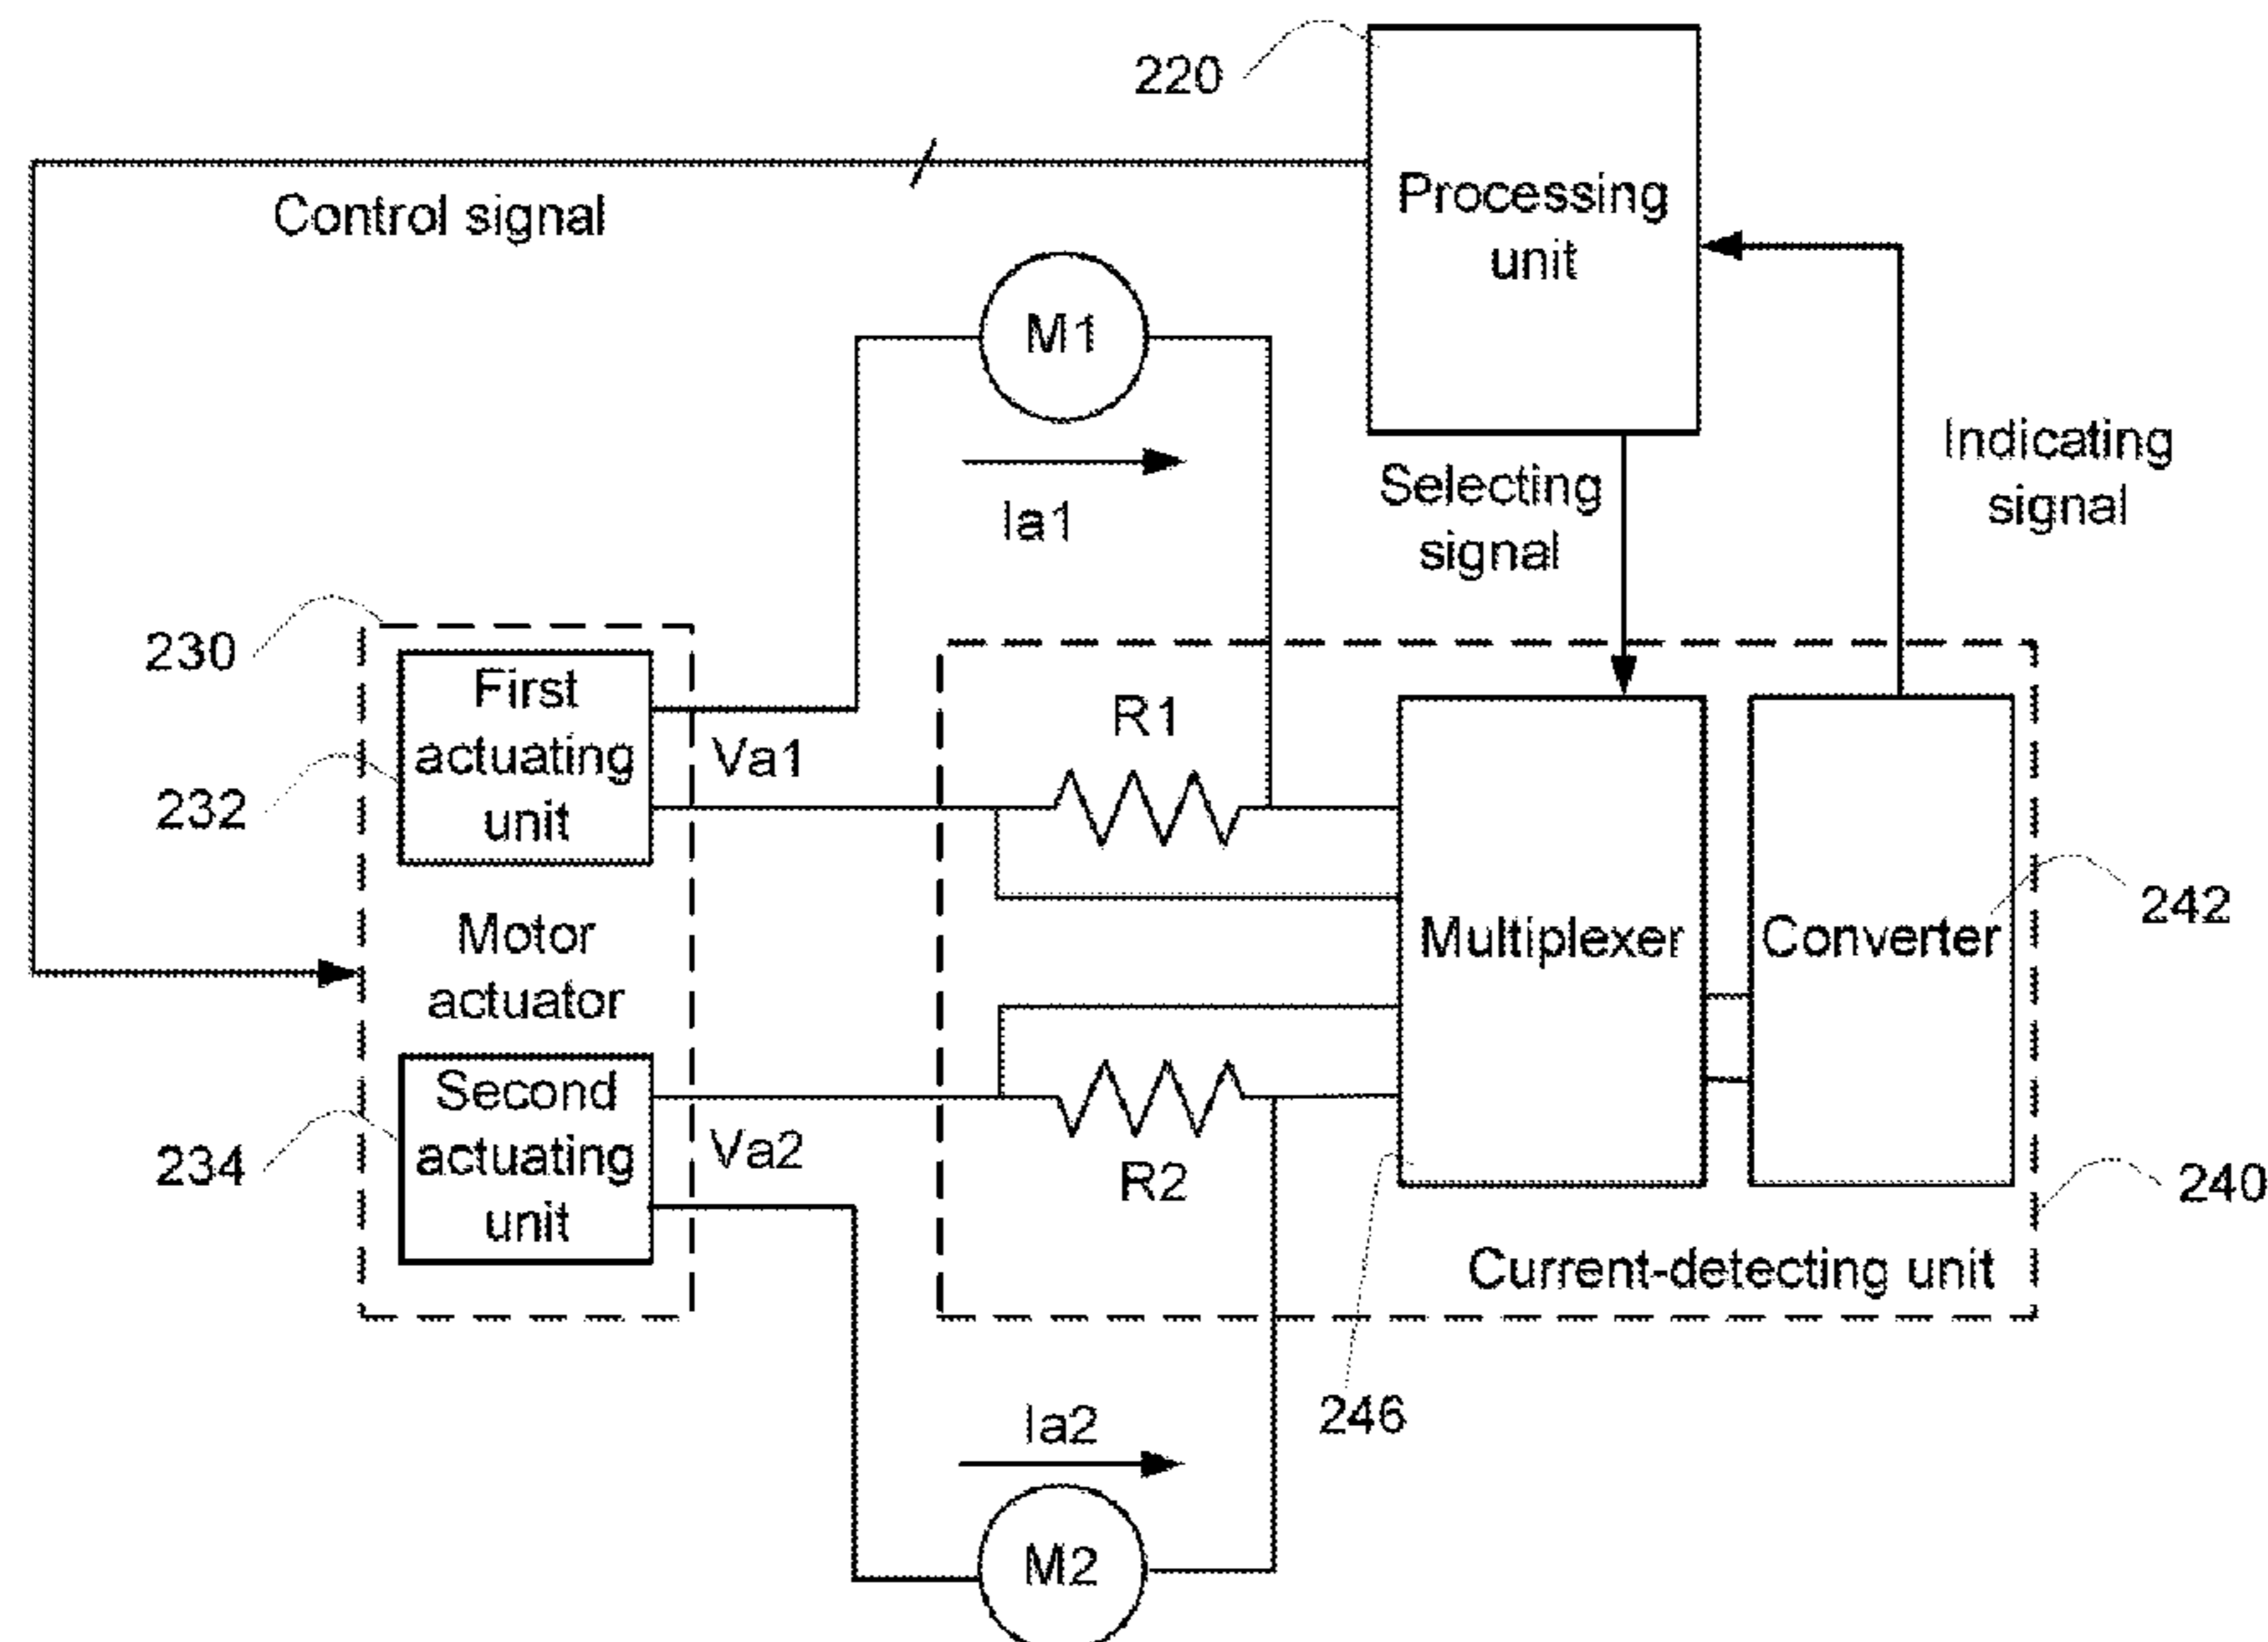 220
Processing
unit
Control signal
M1
Ia1
Selecting
signal
Indicating
signal
230
First
actuating
unit
232
Va1
R1
Motor
actuator
Multiplexer
Converter
242
Second
actuating
unit
234
Va2
R2
240
Current-detecting unit
246
Ia2
M2